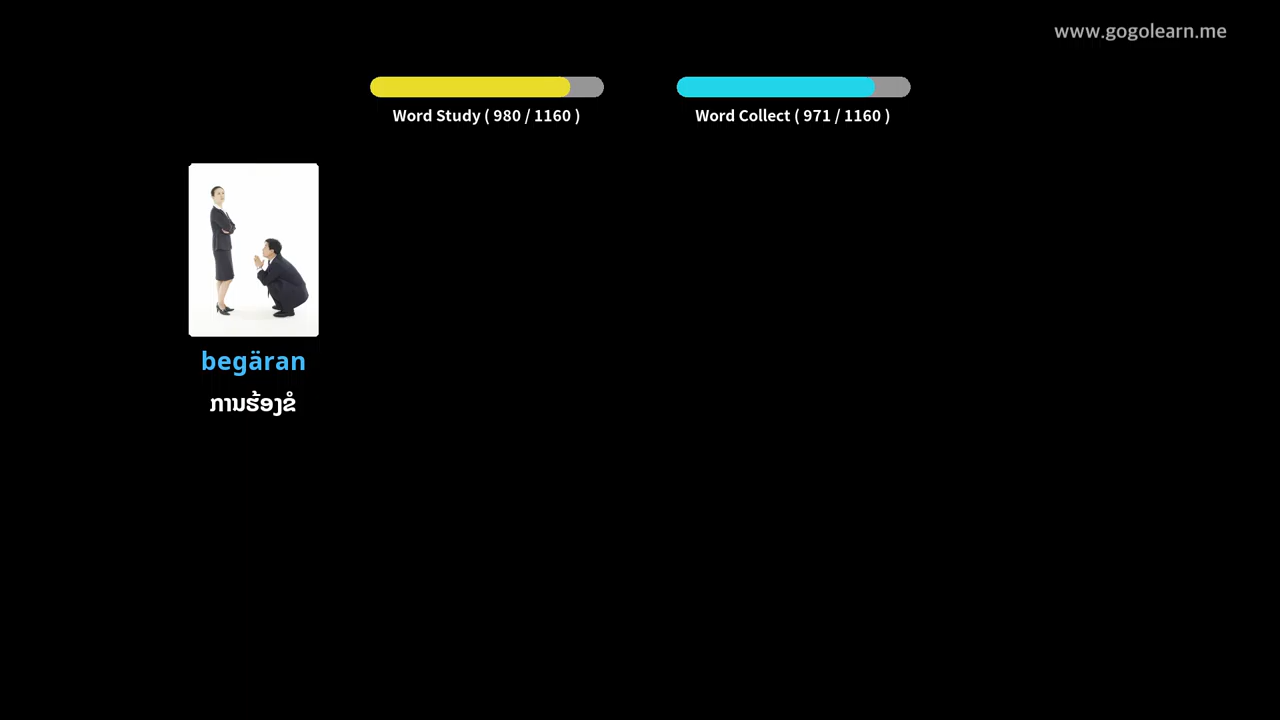 www.gogolearn.me
Word Study ( 980 / 1160 )
Word Collect ( 971 / 1160 )
begäran
ການຮ້ອງຂໍ